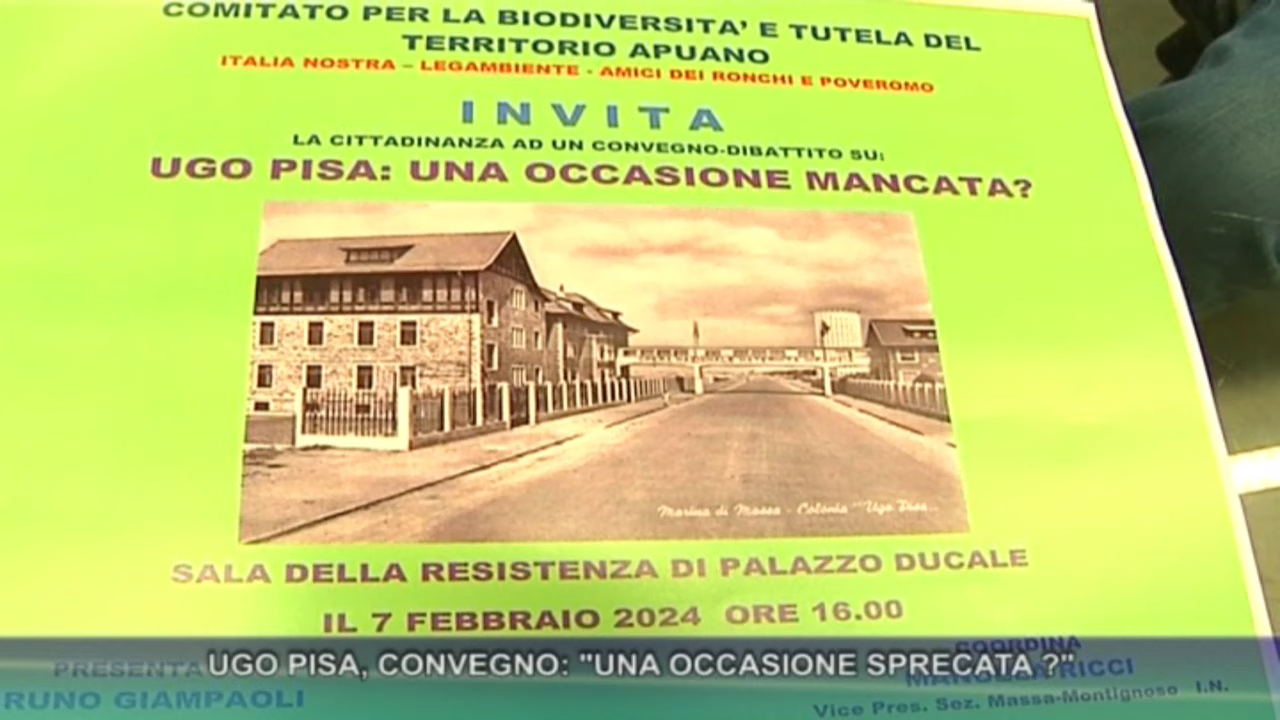 COMITATO PER LA BIODIVERSITA' E TUTELA DEL
TERRITORIO APUANO
ITALIA NOSTRA – LEGAMBIENTE - AMICI DEI RONCHI E POVEROMO
INVITA
LA CITTADINANZA AD UN CONVEGNO-DIBATTITO SU:
UGO PISA: UNA OCCASIONE MANCATA?
Marina di Massa - Colonia "Ugo Pisa"
SALA DELLA RESISTENZA DI PALAZZO DUCALE
IL 7 FEBBRAIO 2024 ORE 16.00
COORDINA
PRESENTA
UGO PISA, CONVEGNO: "UNA OCCASIONE SPRECATA ?"
RICCI
RUNO GIAMPAOLI
Vice Pres. Sez. Massa-Montignoso I.N.